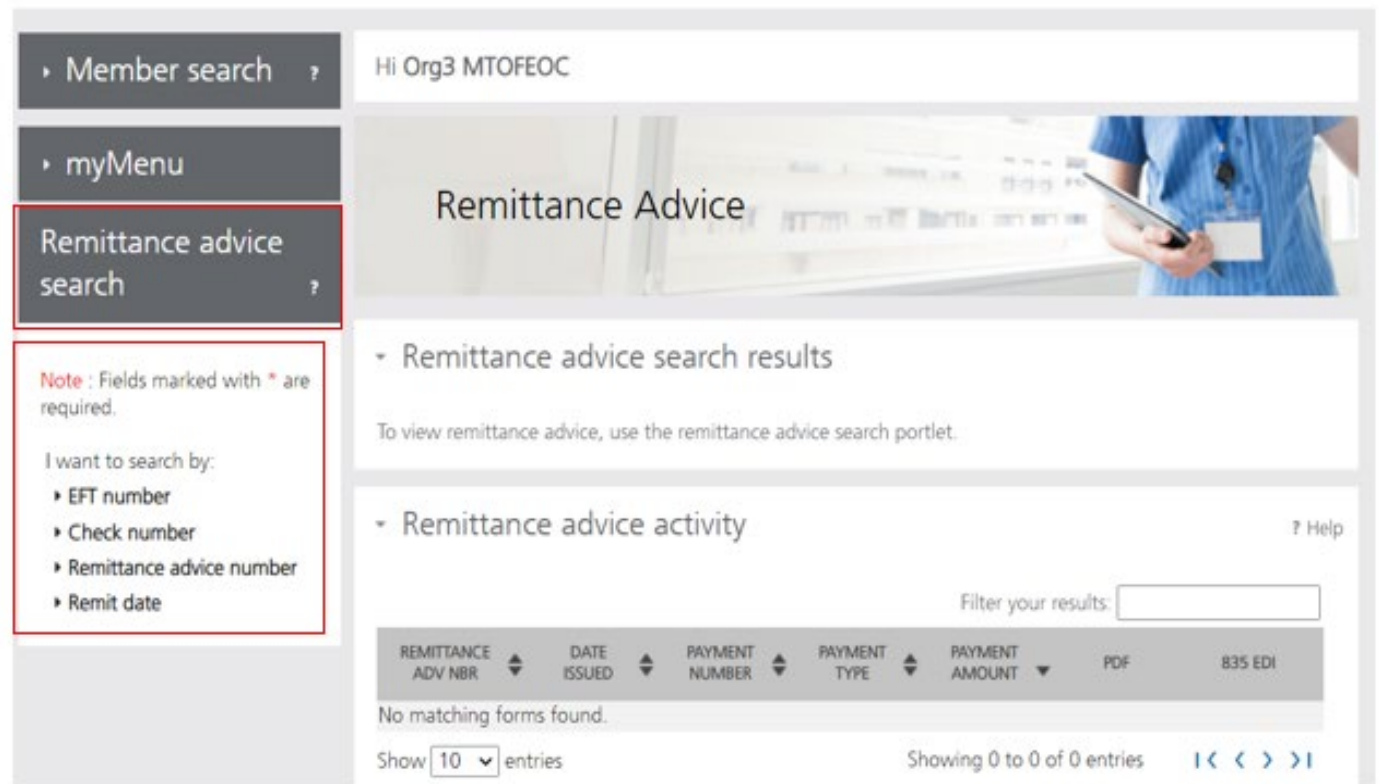 Member search ?
myMenu
Remittance advice
search ?
Note : Fields marked with * are
required.
I want to search by:
EFT number
Check number
Remittance advice number
Remit date
Hi Org3 MTOFEOC
Remittance Advice
Remittance advice search results
To view remittance advice, use the remittance advice search portlet.
Remittance advice activity
? Help
Filter your results:
REMITTANCE ADV NBR DATE ISSUED PAYMENT NUMBER PAYMENT TYPE PAYMENT AMOUNT PDF 835 EDI
No matching forms found.
Show 10 entries Showing 0 to 0 of 0 entries